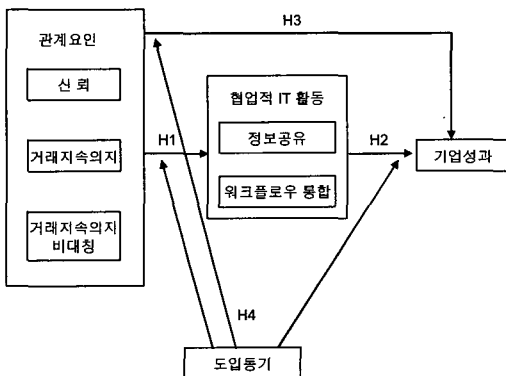 관계요인
신 뢰
거래지속의지
거래지속의지
비대칭
H3
H1
협업적 IT 활동
정보공유
워크플로우 통합
H2
기업성과
H4
도입동기